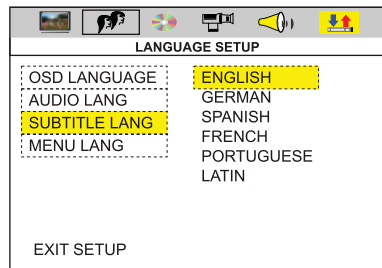 LANGUAGE SETUP
OSD LANGUAGE
AUDIO LANG
SUBTITLE LANG
MENU LANG
ENGLISH
GERMAN
SPANISH
FRENCH
PORTUGUESE
LATIN
EXIT SETUP